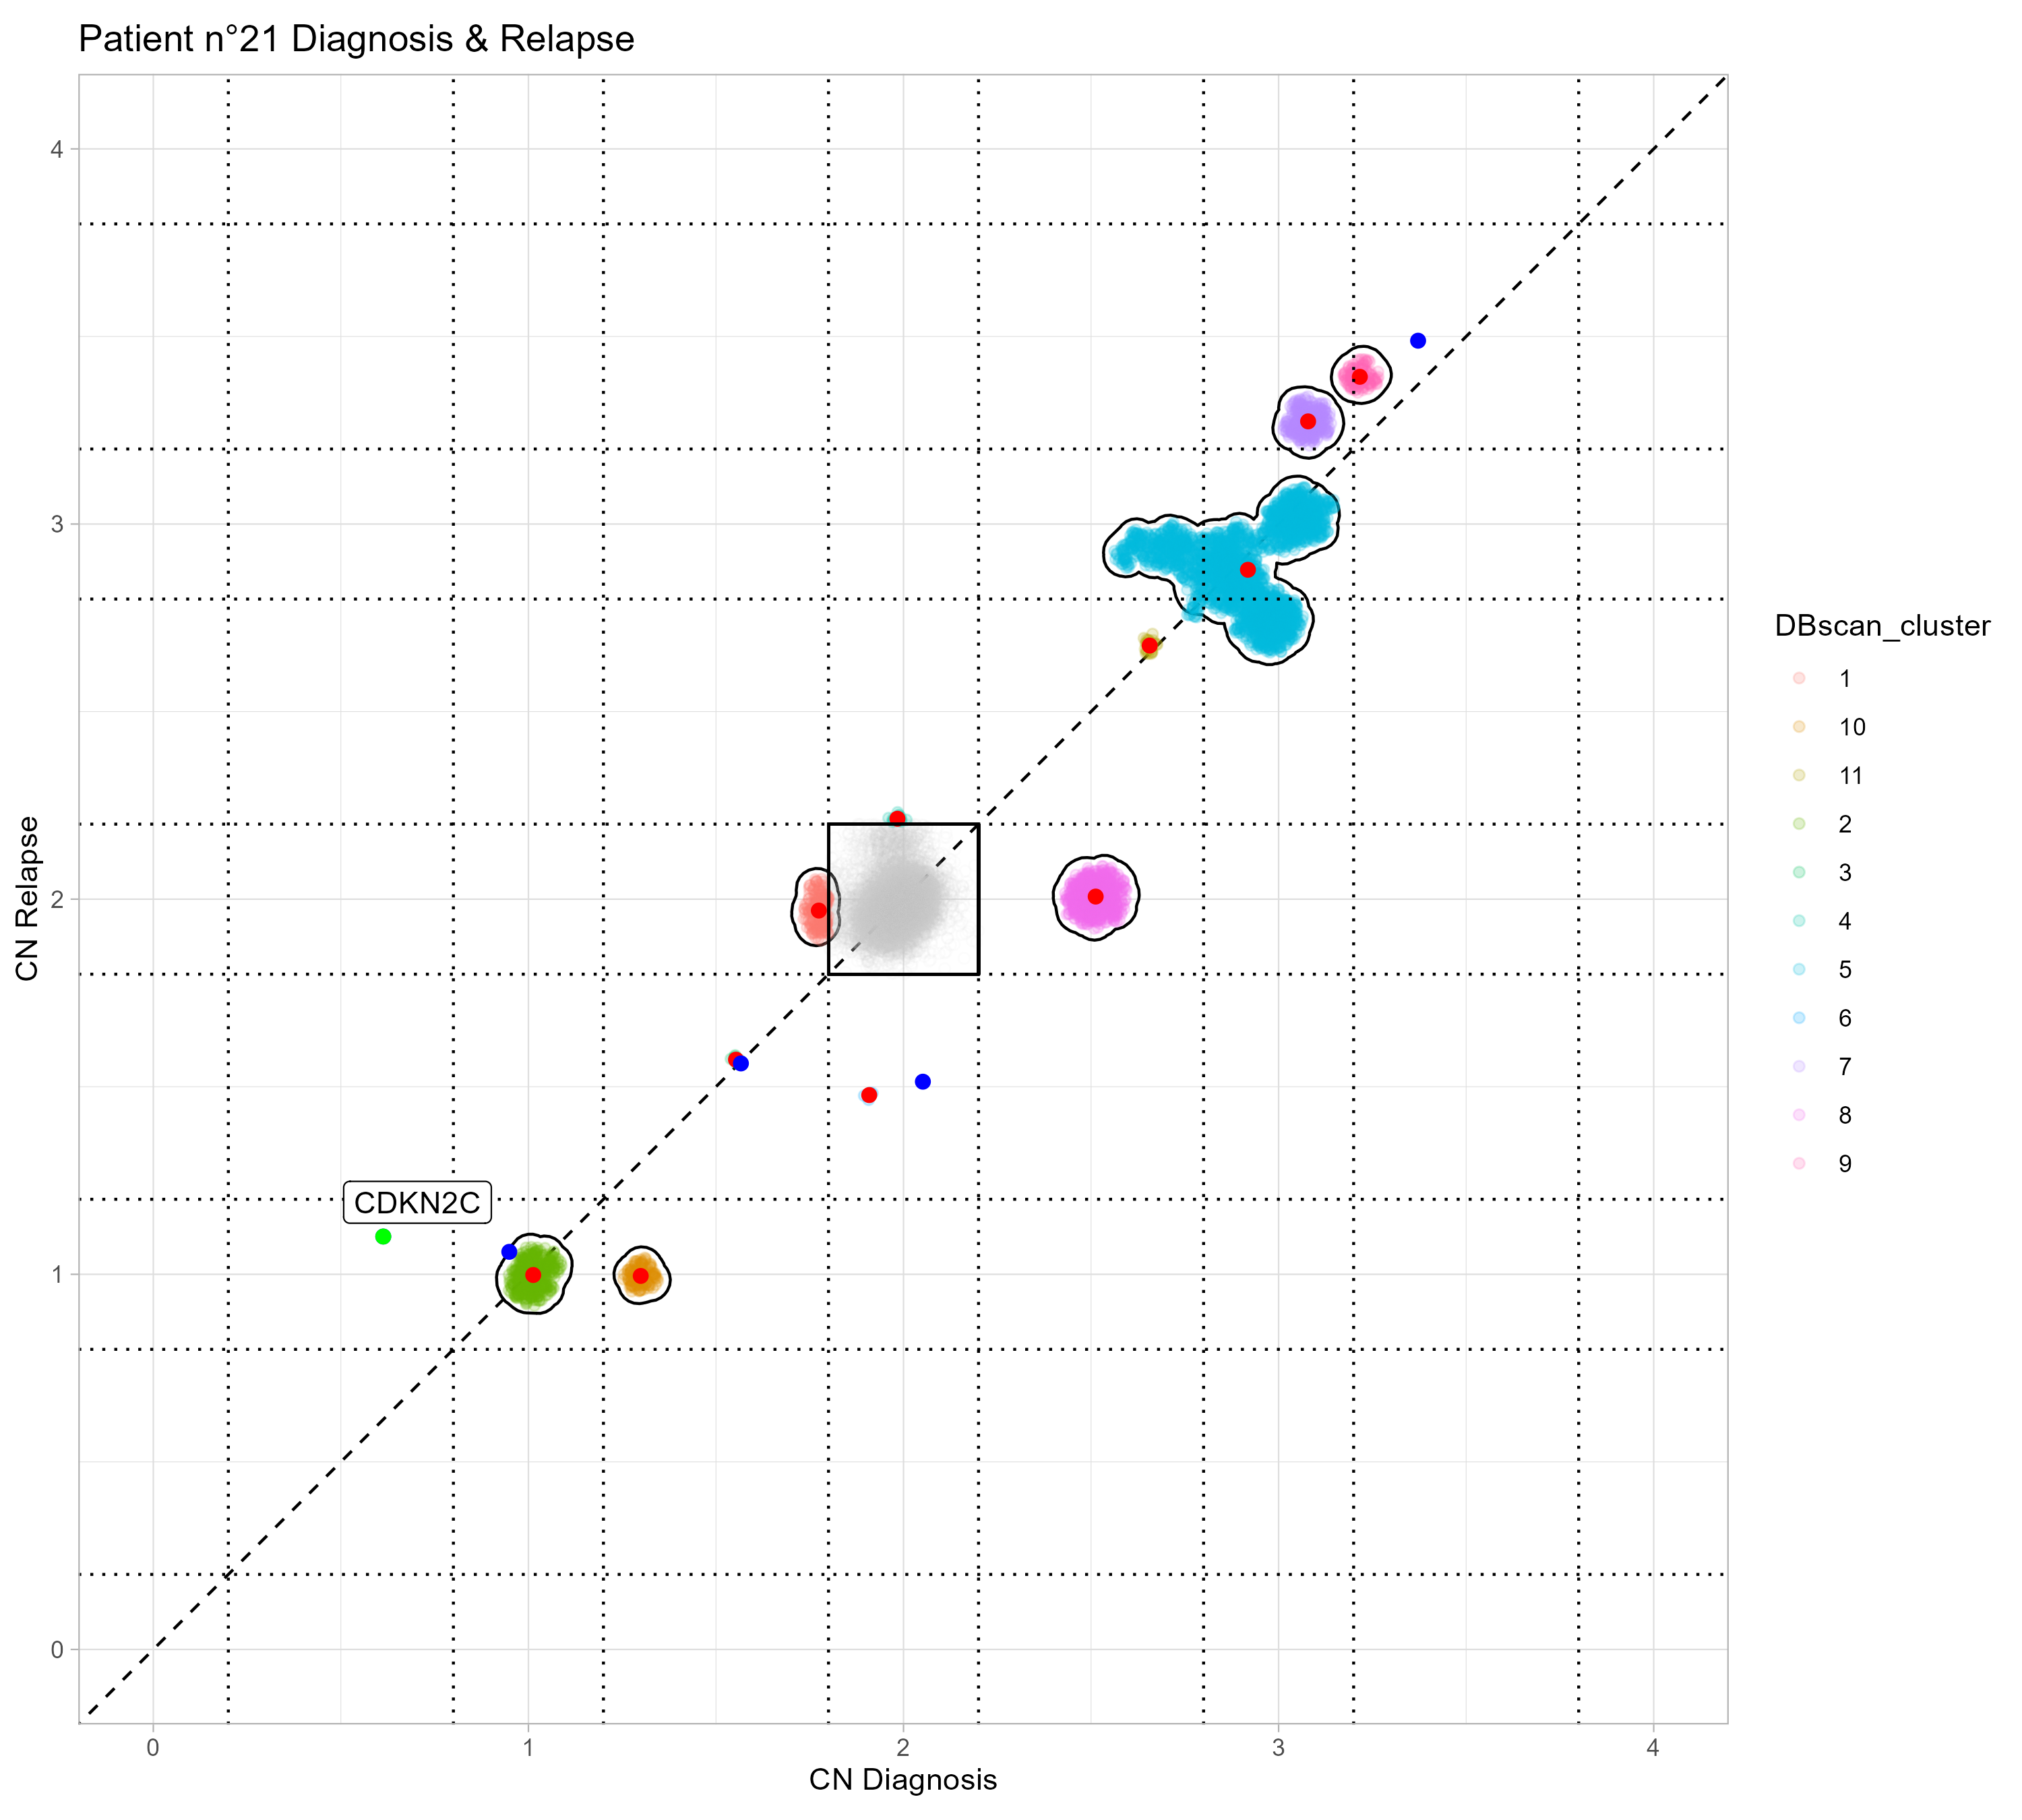 Patient n°21 Diagnosis & Relapse
4
3
2
1
0
CN Relapse
CDKN2C
0 1 2 3 4
CN Diagnosis
DBscan_cluster
1
10
11
2
3
4
5
6
7
8
9